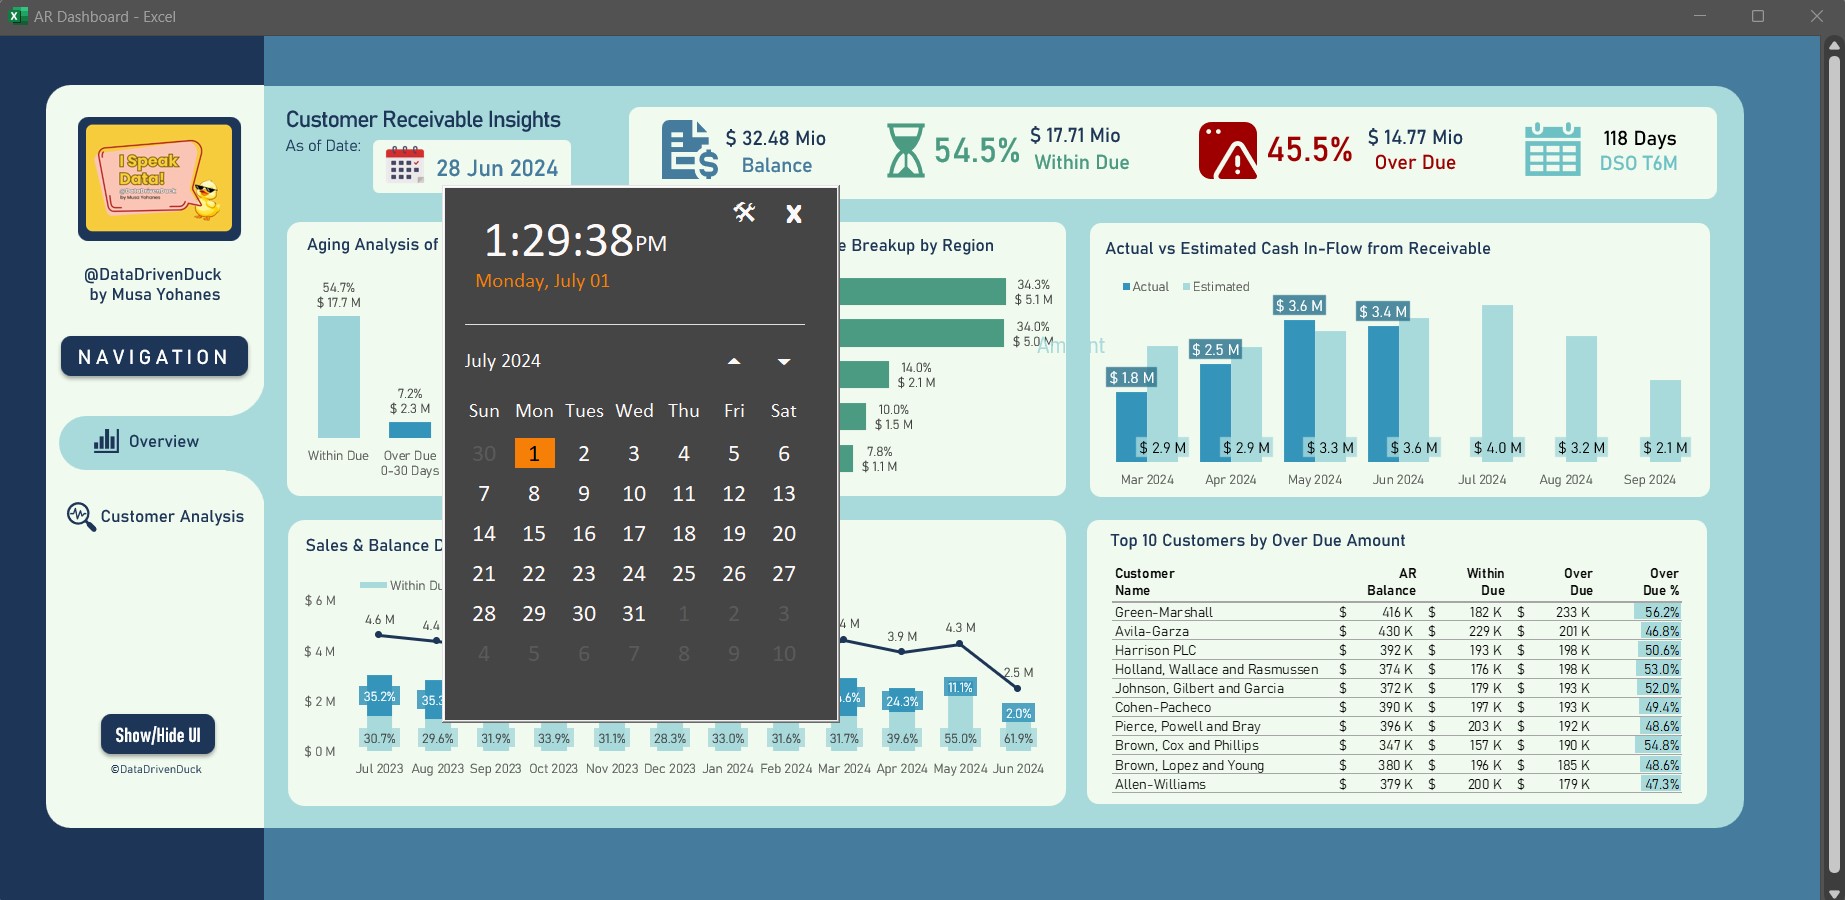 AR Dashboard - Excel
I Speak
Data!
@DataDrivenDuck
by Musa Yohanes
@DataDrivenDuck
by Musa Yohanes
NAVIGATION
Overview
Customer Analysis
Show/Hide UI
©DataDrivenDuck
Customer Receivable Insights
As of Date:
28 Jun 2024
$ 32.48 Mio
Balance
54.5%
$ 17.71 Mio
Within Due
45.5%
$ 14.77 Mio
Over Due
118 Days
DSO T6M
Aging Analysis of
54.7%
$ 17.7 M
7.2%
$ 2.3 M
Within Due
Over Due
0-30 Days
1:29:38PM
Monday, July 01
July 2024
Sun Mon Tues Wed Thu Fri Sat
30 1 2 3 4 5 6
7 8 9 10 11 12 13
14 15 16 17 18 19 20
21 22 23 24 25 26 27
28 29 30 31 1 2 3
4 5 6 7 8 9 10
e Breakup by Region
34.3%
$ 5.1 M
34.0%
$ 5.0 M
14.0%
$ 2.1 M
10.0%
$ 1.5 M
7.8%
$ 1.1 M
Actual vs Estimated Cash In-Flow from Receivable
Actual Estimated
$ 1.8 M $ 2.5 M $ 3.6 M $ 3.4 M
$ 2.9 M $ 2.9 M $ 3.3 M $ 3.6 M $ 4.0 M $ 3.2 M $ 2.1 M
Mar 2024 Apr 2024 May 2024 Jun 2024 Jul 2024 Aug 2024 Sep 2024
Sales & Balance D
Within Du
$ 6 M
$ 4 M
$ 2 M
$ 0 M
4.6 M 4.4 4 M 3.9 M 4.3 M 2.5 M
35.2% 35.3 .6% 24.3% 11.1% 2.0%
30.7% 29.6% 31.9% 33.9% 31.1% 28.3% 33.0% 31.6% 31.7% 39.6% 55.0% 61.9%
Jul 2023 Aug 2023 Sep 2023 Oct 2023 Nov 2023 Dec 2023 Jan 2024 Feb 2024 Mar 2024 Apr 2024 May 2024 Jun 2024
Top 10 Customers by Over Due Amount
Customer AR Within Over Over
Name Balance Due Due Due %
Green-Marshall $ 416 K $ 182 K $ 233 K 56.2%
Avila-Garza $ 430 K $ 229 K $ 201 K 46.8%
Harrison PLC $ 392 K $ 193 K $ 198 K 50.6%
Holland, Wallace and Rasmussen $ 374 K $ 176 K $ 198 K 53.0%
Johnson, Gilbert and Garcia $ 372 K $ 179 K $ 193 K 52.0%
Cohen-Pacheco $ 390 K $ 197 K $ 193 K 49.4%
Pierce, Powell and Bray $ 396 K $ 203 K $ 192 K 48.6%
Brown, Cox and Phillips $ 347 K $ 157 K $ 190 K 54.8%
Brown, Lopez and Young $ 380 K $ 196 K $ 185 K 48.6%
Allen-Williams $ 379 K $ 200 K $ 179 K 47.3%